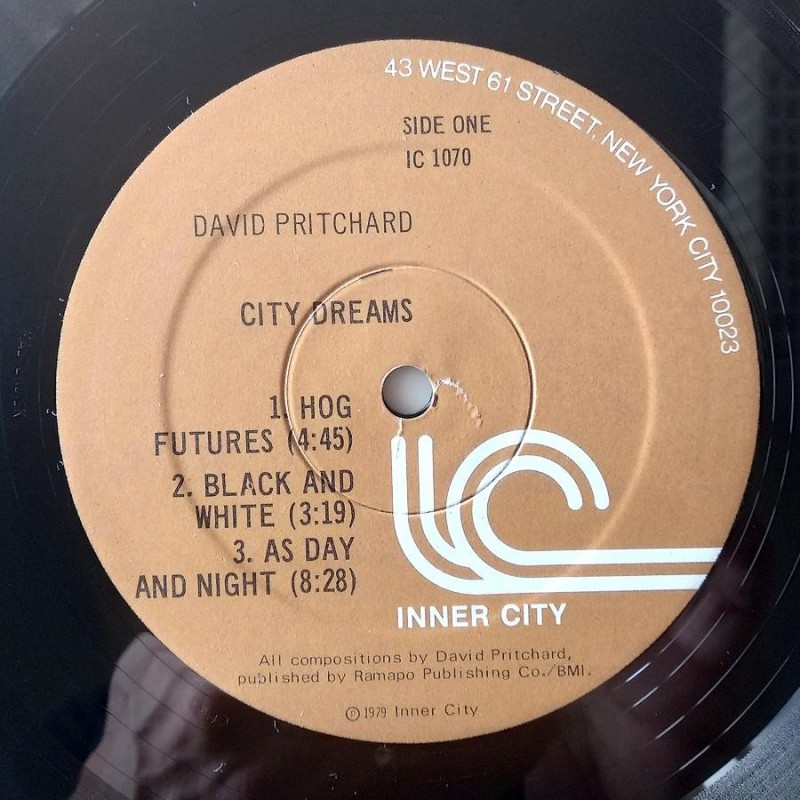 43 WEST 61 STREET, NEW YORK CITY 10023
SIDE ONE
IC 1070
DAVID PRITCHARD
CITY DREAMS
1. HOG
FUTURES (4:45)
2. BLACK AND
WHITE (3:19)
3. AS DAY
AND NIGHT (8:28)
IC
INNER CITY
All compositions by David Pritchard,
published by Ramapo Publishing Co./BMI.
℗ 1979 Inner City